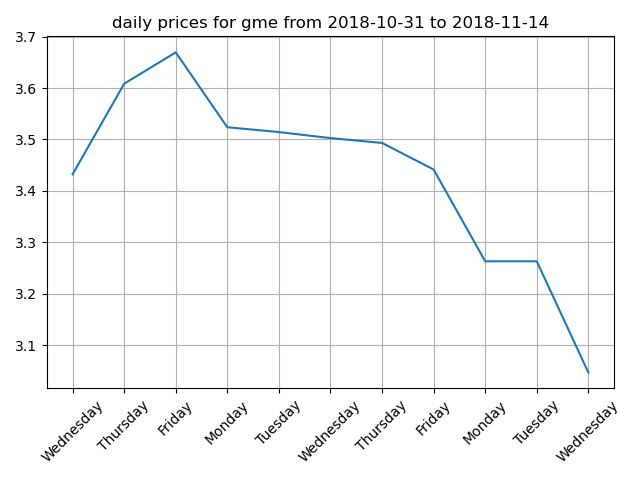 daily prices for gme from 2018-10-31 to 2018-11-14
3.7
3.6
3.5
3.4
3.3
3.2
3.1
Wednesday
Thursday
Friday
Monday
Tuesday
Wednesday
Thursday
Friday
Monday
Tuesday
Wednesday